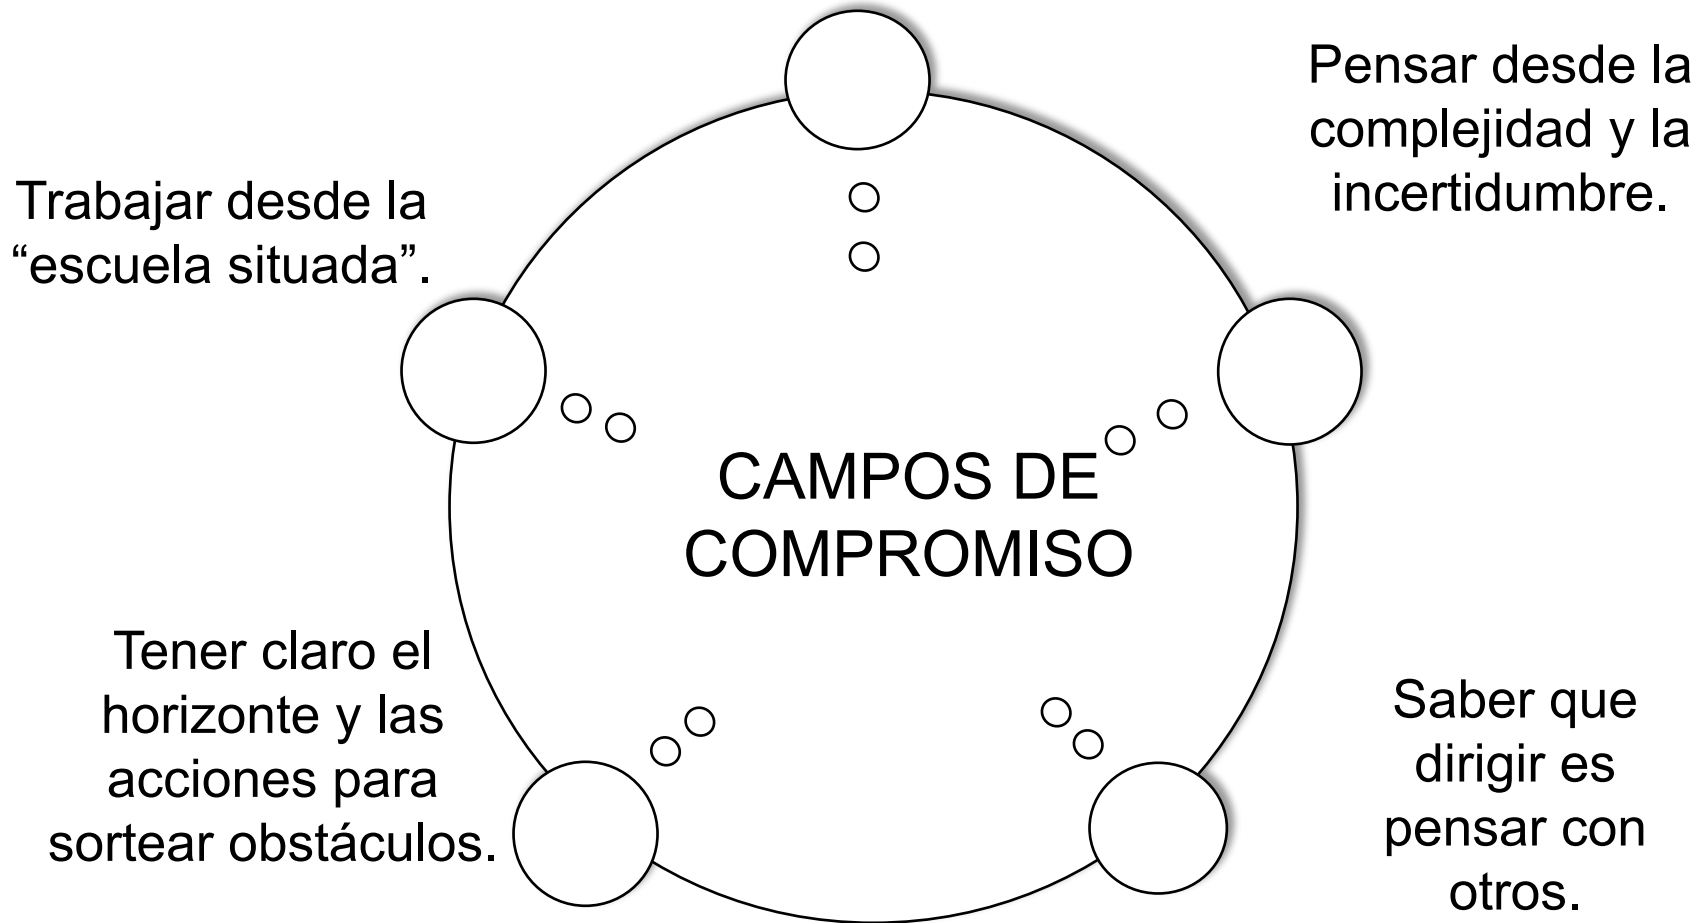 Pensar desde la
complejidad y la
incertidumbre.
Trabajar desde la
“escuela situada”.
CAMPOS DE
COMPROMISO
Tener claro el
horizonte y las
acciones para
sortear obstáculos.
Saber que
dirigir es
pensar con
otros.